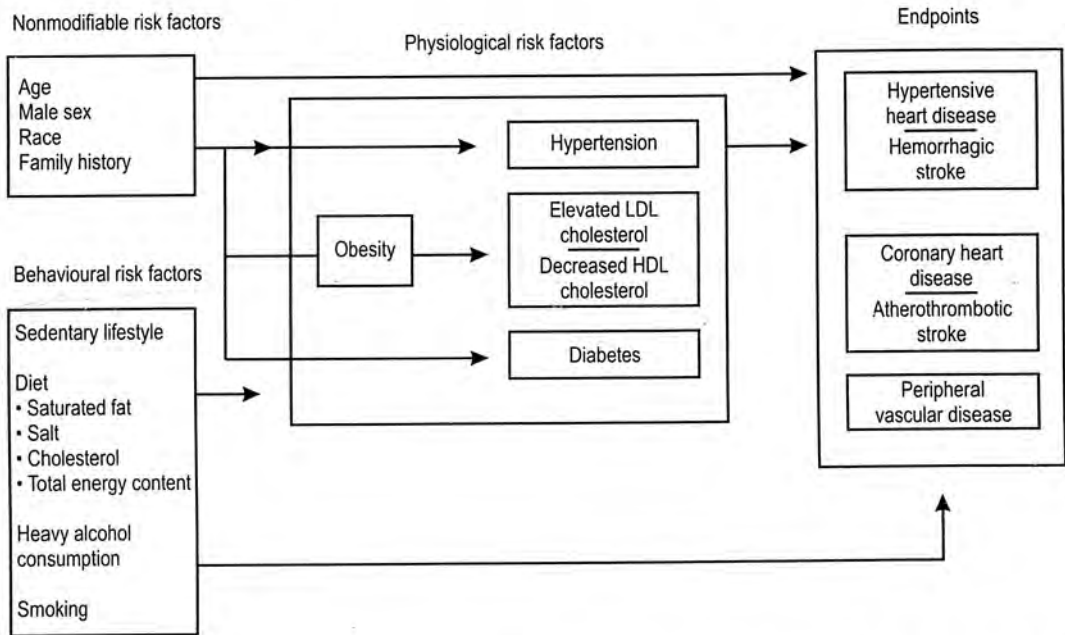 Nonmodifiable risk factors
Age
Male sex
Race
Family history
Behavioural risk factors
Sedentary lifestyle
Diet
• Saturated fat
• Salt
• Cholesterol
• Total energy content
Heavy alcohol
consumption
Smoking
Physiological risk factors
Obesity
Hypertension
Elevated LDL
cholesterol
Decreased HDL
cholesterol
Diabetes
Endpoints
Hypertensive
heart disease
Hemorrhagic
stroke
Coronary heart
disease
Atherothrombotic
stroke
Peripheral
vascular disease